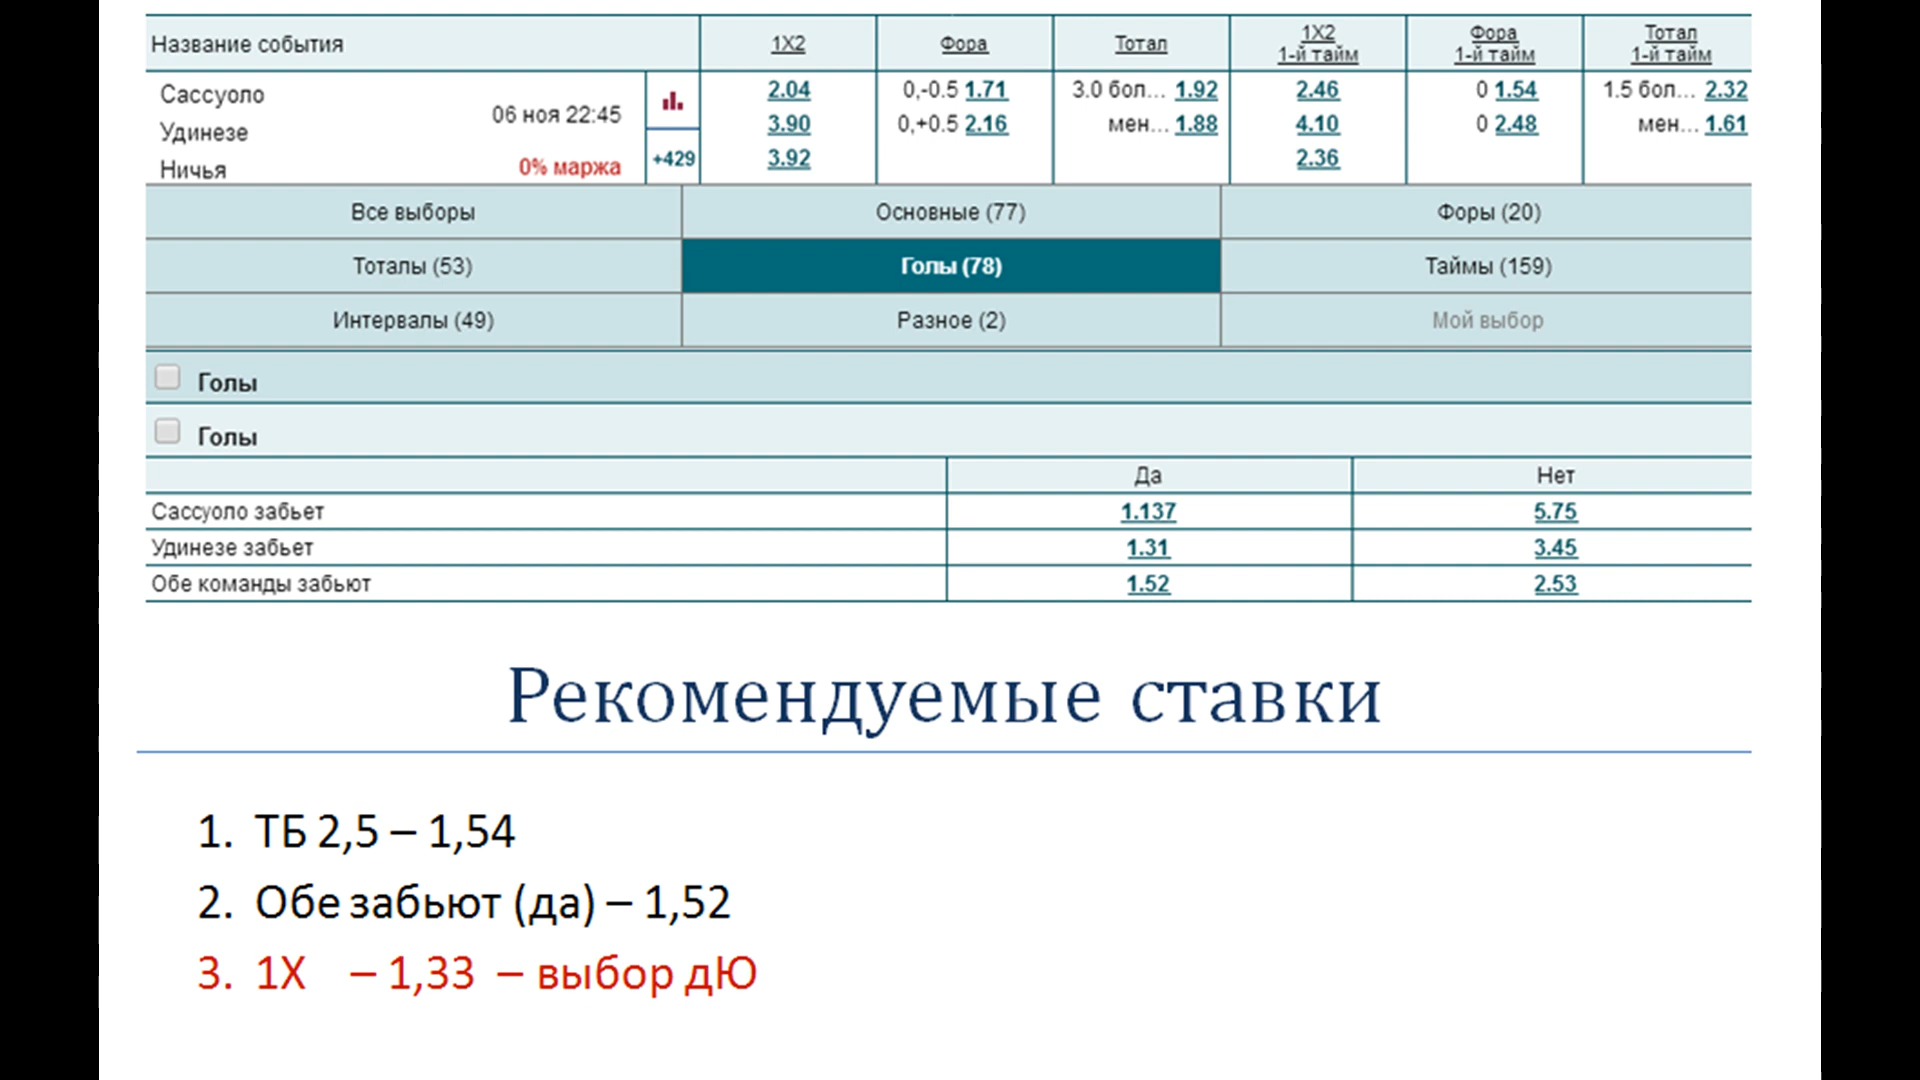 Название события 1X2 Фора Тотал 1X2 1-й тайм Фора 1-й тайм Тотал 1-й тайм
Сассуоло 2.04 0,-0.5 1.71 3.0 бол... 1.92 2.46 0 1.54 1.5 бол... 2.32
06 ноя 22:45
Удинезе 3.90 0,+0.5 2.16 мен... 1.88 4.10 0 2.48 мен... 1.61
Ничья 0% маржа +429 3.92 2.36
Все выборы Основные (77) Форы (20)
Тоталы (53) Голы (78) Таймы (159)
Интервалы (49) Разное (2) Мой выбор
Голы
Голы
Да Нет
Сассуоло забьет 1.137 5.75
Удинезе забьет 1.31 3.45
Обе команды забьют 1.52 2.53
Рекомендуемые ставки
1. ТБ 2,5 – 1,54
2. Обе забьют (да) – 1,52
3. 1Х – 1,33 – выбор дЮ